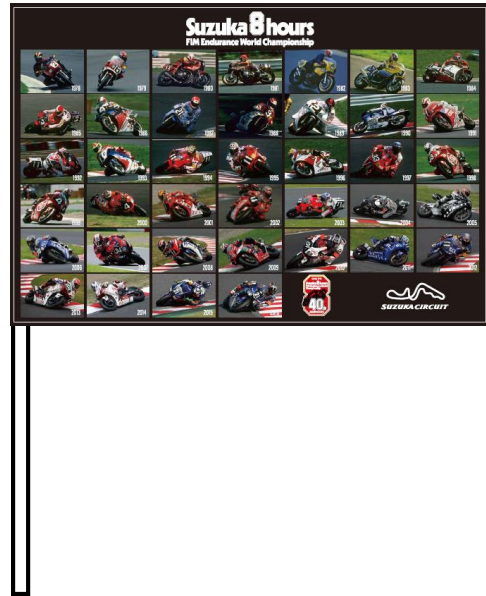 Suzuka 8 hours
FIM Endurance World Championship
1978 1979 1980 1981 1982 1983 1984
1985 1986 1987 1988 1989 1990 1991
1992 1993 1994 1995 1996 1997 1998
1999 2000 2001 2002 2003 2004 2005
2006 2007 2008 2009 2010 2011 2012
2013 2014 2015 2016
40th
SUZUKA CIRCUIT